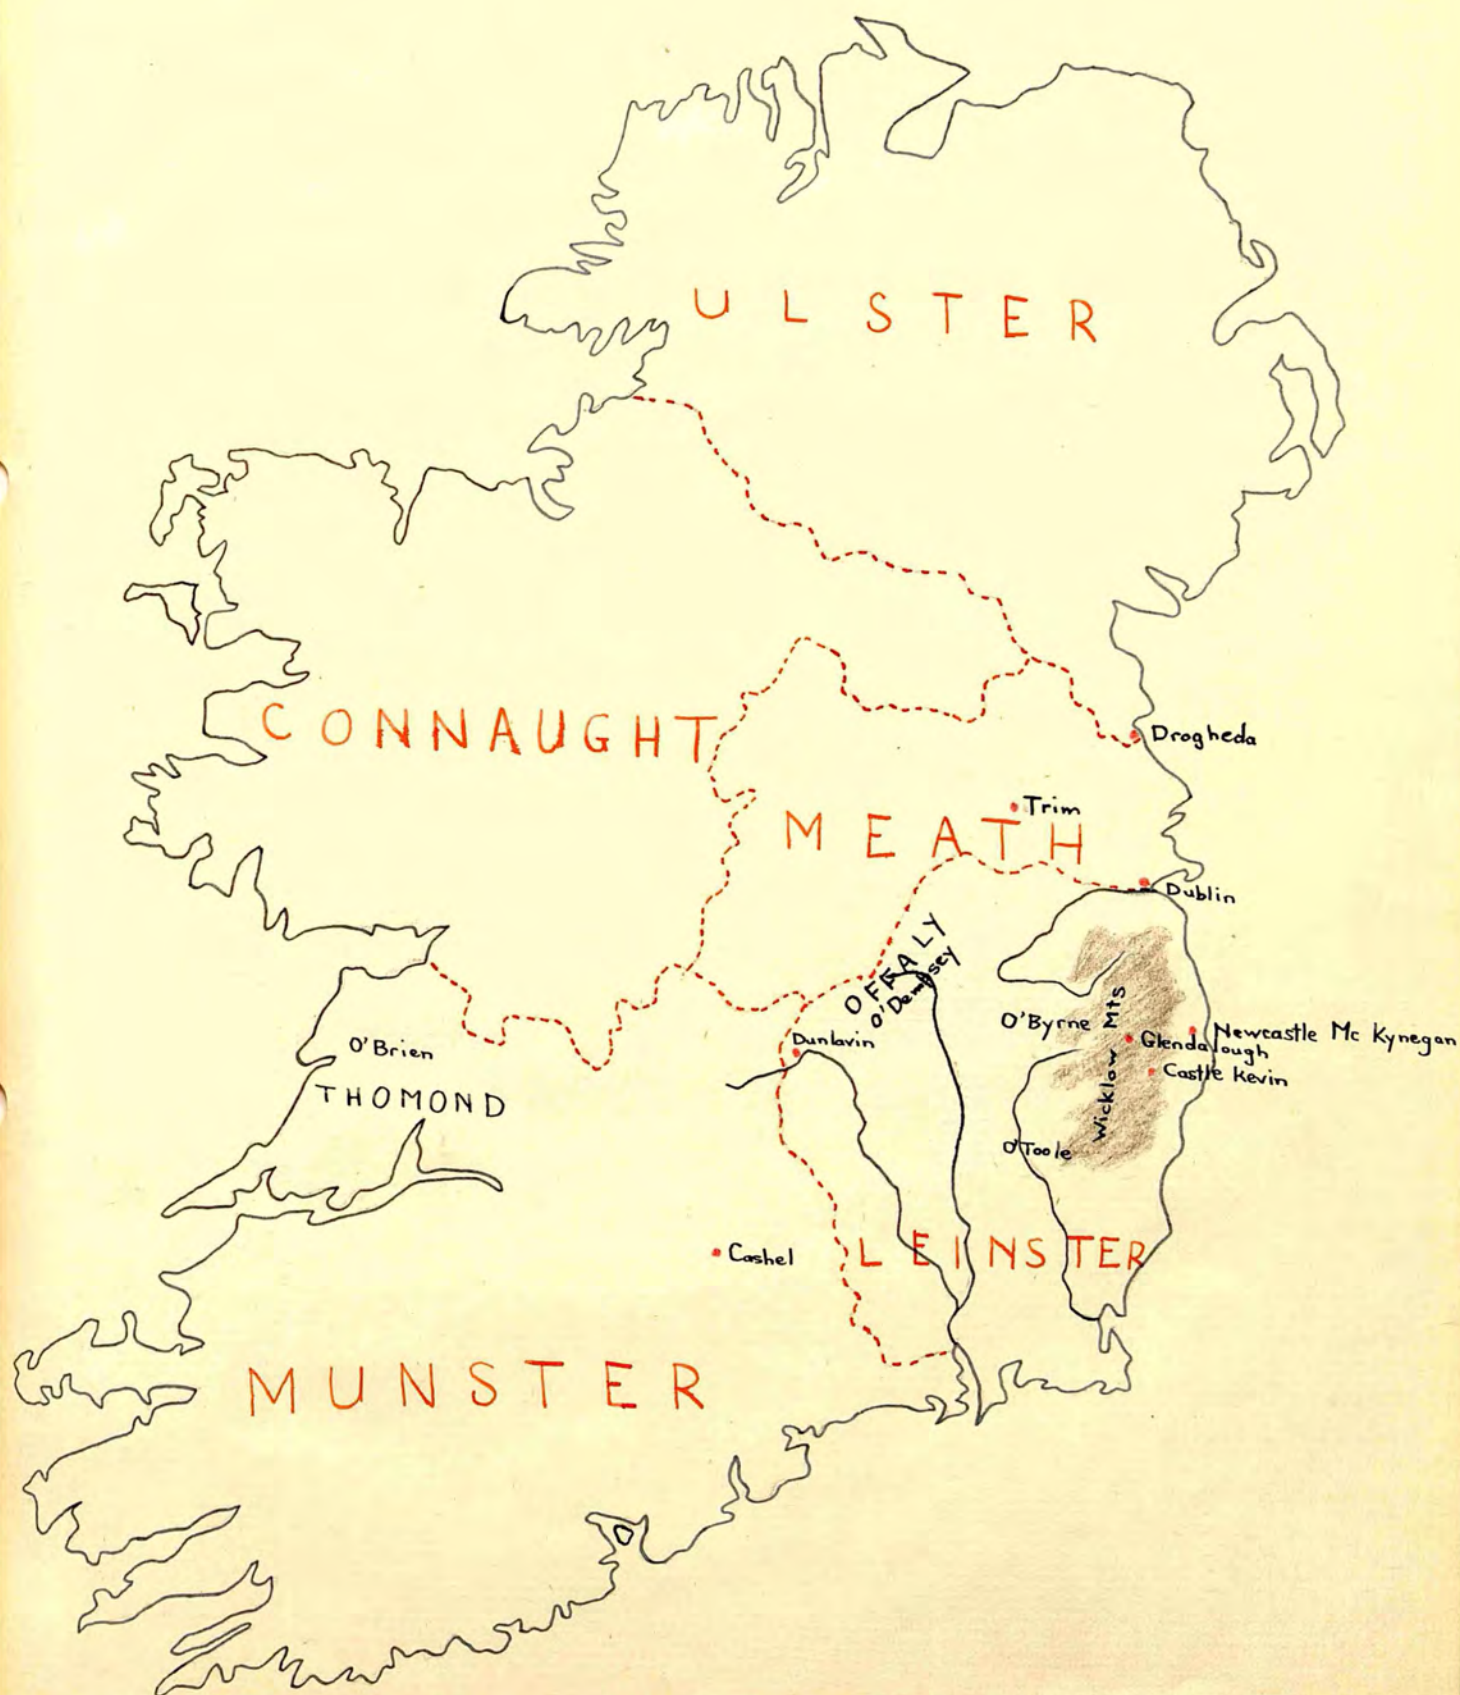 ULSTER
CONNAUGHT
Drogheda
Trim
MEATH
Dublin
OFFALY
O'Dempsey
O'Byrne
Wicklow Mts
Newcastle Mc Kynegan
Glendalough
Castle Kevin
Dunlavin
O'Brien
THOMOND
O'Toole
Cashel
LEINSTER
MUNSTER